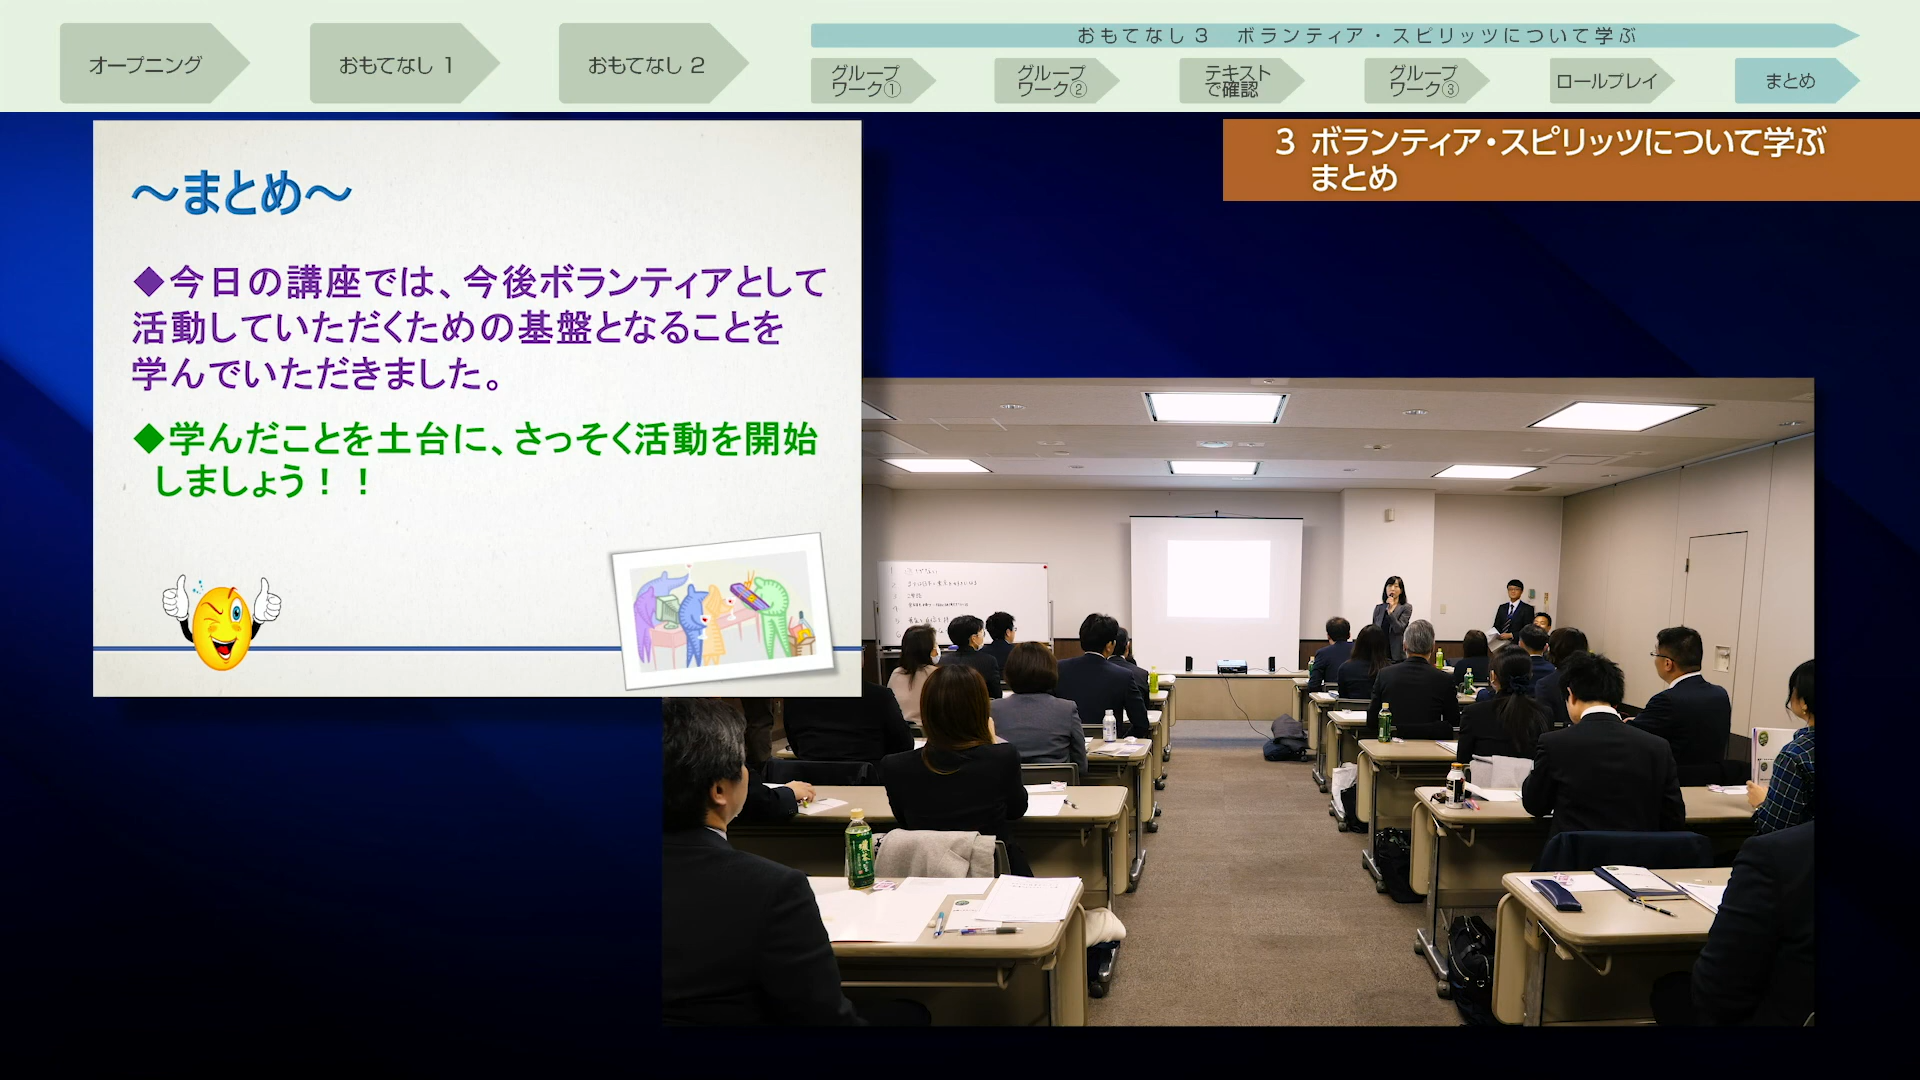 オープニング
おもてなし 1
おもてなし 2
おもてなし 3　ボランティア・スピリッツについて学ぶ
グループ
ワーク①
グループ
ワーク②
テキスト
で確認
グループ
ワーク③
ロールプレイ
まとめ
3 ボランティア・スピリッツについて学ぶ
まとめ
～まとめ～
◆今日の講座では、今後ボランティアとして
活動していただくための基盤となることを
学んでいただきました。
◆学んだことを土台に、さっそく活動を開始
しましょう！！